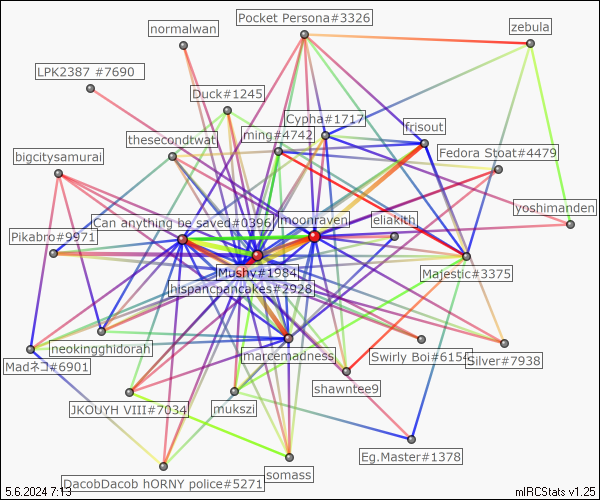 Pocket Persona#3326
normalwan
zebula
LPK2387 #7690
Duck#1245
Cypha#1717
frisout
ming#4742
thesecondtwat
Fedora Stoat#4479
bigcitysamurai
yoshimanden
Can anything be saved#0396
moonraven
eliakith
Pikabro#9971
Mushy#1984
Majestic#3375
hispanicpancakes#2928
neokingghidorah
marcemadness
Swirly Boi#6154
Silver#7938
Madネコ#6901
shawntee9
JKOUYH VIII#7034
mukszi
Eg.Master#1378
somass
DacobDacob hORNY police#5271
5.6.2024 7:13
mIRCStats v1.25